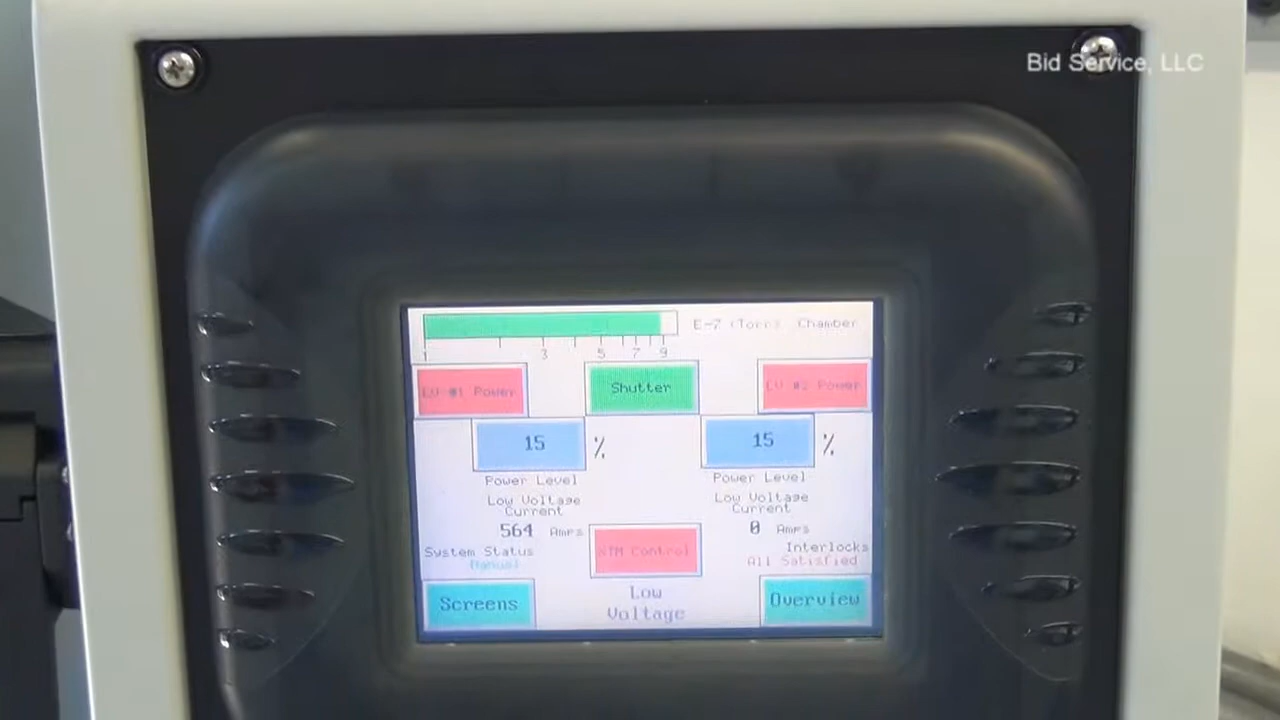 Bid Service, LLC
E-7 (Torr) Chamber
1 3 5 7 9
LV #1 Power
Shutter
LV #2 Power
15 %
15 %
Power Level
Power Level
Low Voltage
Current
Low Voltage
Current
564 Amps
0 Amps
XTM Control
System Status
Manual
Interlocks
All Satisfied
Screens
Low
Voltage
Overview